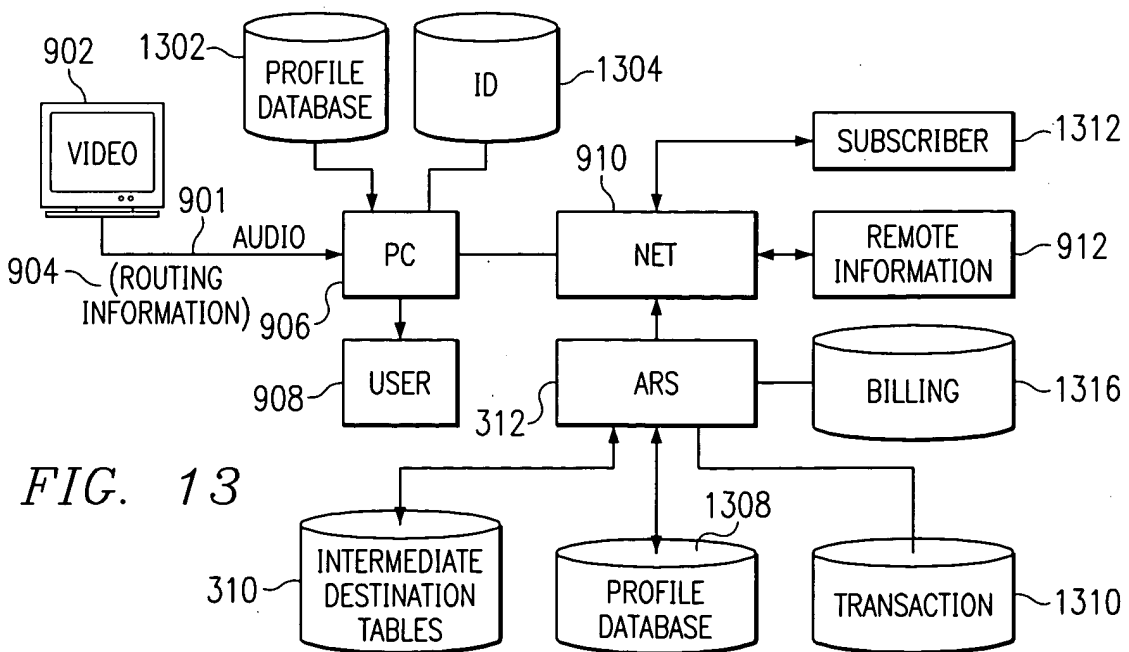 902
1302
PROFILE
DATABASE
ID
1304
VIDEO
910
SUBSCRIBER
1312
901
AUDIO
904
(ROUTING
INFORMATION)
PC
906
NET
REMOTE
INFORMATION
912
USER
908
ARS
312
BILLING
1316
FIG. 13
1308
INTERMEDIATE
DESTINATION
TABLES
310
PROFILE
DATABASE
TRANSACTION
1310